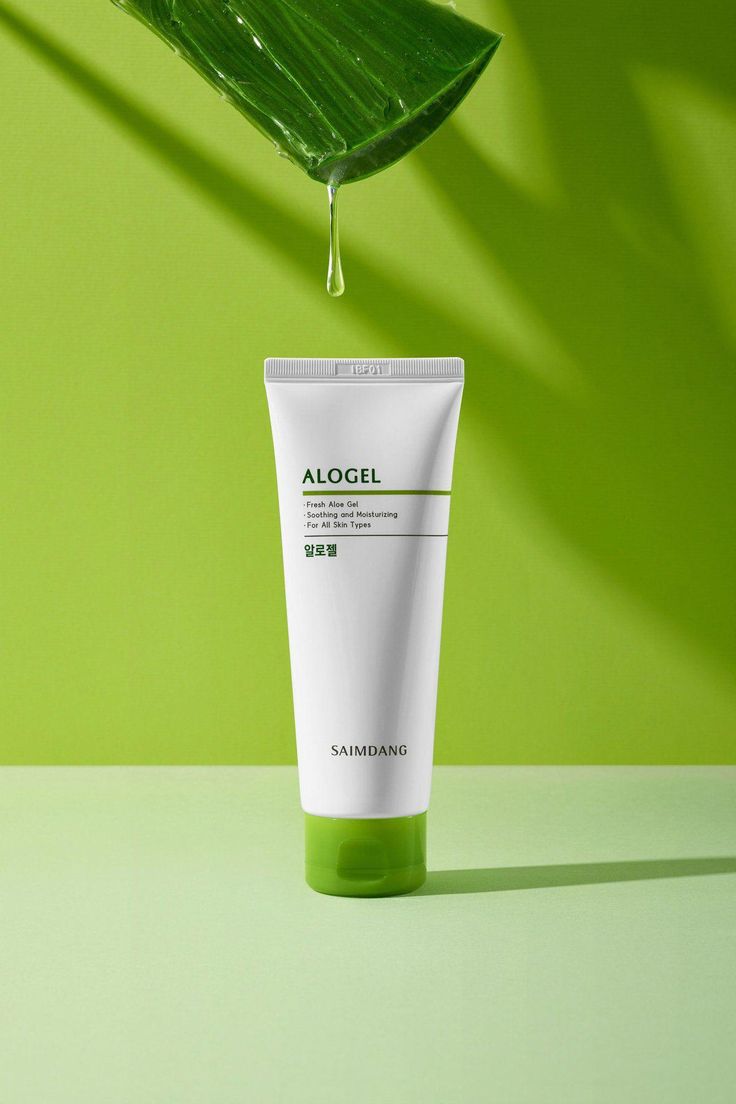 ALOGEL
· Fresh Aloe Gel
· Soothing and Moisturizing
· For All Skin Types
알로젤
SAIMDANG